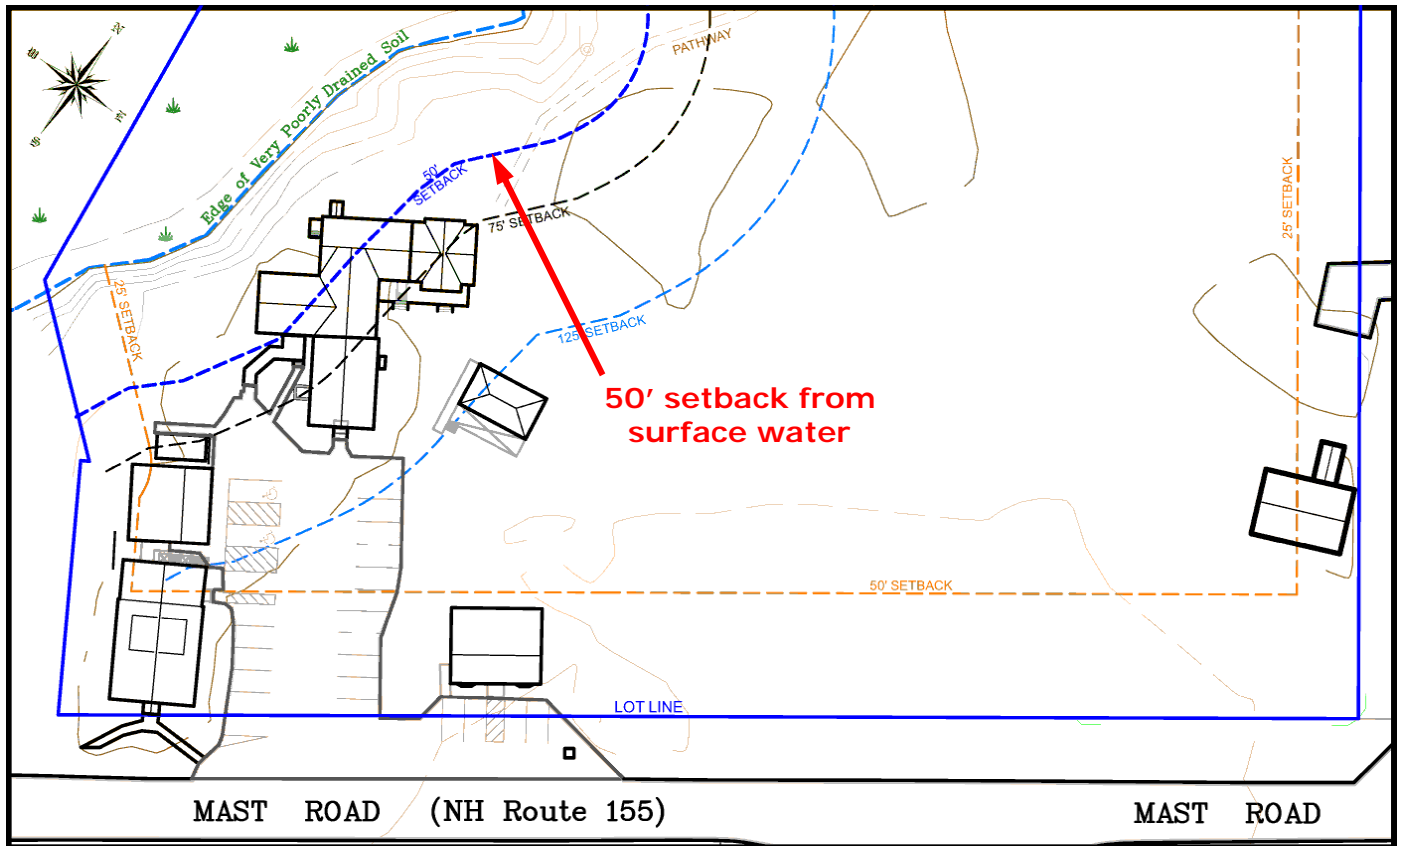 PATHWAY
Edge of Very Poorly Drained Soil
50'
SETBACK
75' SETBACK
25' SETBACK
25' SETBACK
125' SETBACK
50' setback from
surface water
50' SETBACK
LOT LINE
MAST ROAD (NH Route 155)
MAST ROAD